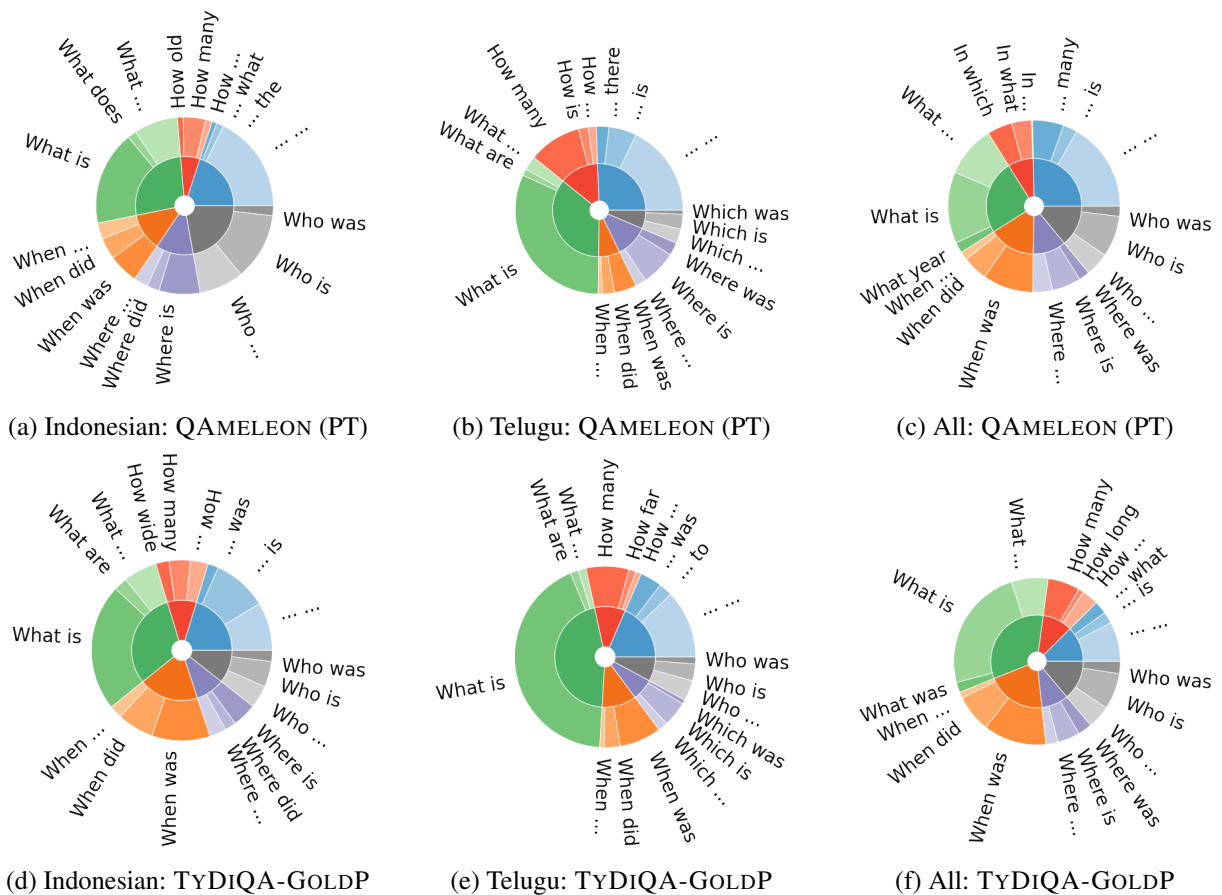 What does
What ...
How old
How many
How ...
... what
... the
... ...
What is
When ...
When did
When was
Where ...
Where did
Where is
Who ...
Who is
Who was
(a) Indonesian: QAMELEON (PT)
How many
How is
How ...
... there
... is
... ...
What ...
What are
What is
When ...
When did
When was
Where ...
Where is
Where was
Which ...
Which is
Which was
(b) Telugu: QAMELEON (PT)
What ...
In which
In what
In ...
... many
... is
... ...
What is
What year
When ...
When did
When was
Where ...
Where is
Where was
Who ...
Who is
Who was
(c) All: QAMELEON (PT)
What are
What ...
How wide
How many
How ...
... was
... is
... ...
What is
When ...
When did
When was
Where ...
Where did
Where is
Who ...
Who is
Who was
(d) Indonesian: TYDIQA-GOLDP
What are
What ...
How many
How far
How ...
... was
... to
... ...
What is
When ...
When did
When was
Which ...
Which is
Which was
Who ...
Who is
Who was
(e) Telugu: TYDIQA-GOLDP
What ...
How many
How long
How ...
... what
... is
... ...
What is
What was
When ...
When did
When was
Where ...
Where is
Where was
Who ...
Who is
Who was
(f) All: TYDIQA-GOLDP